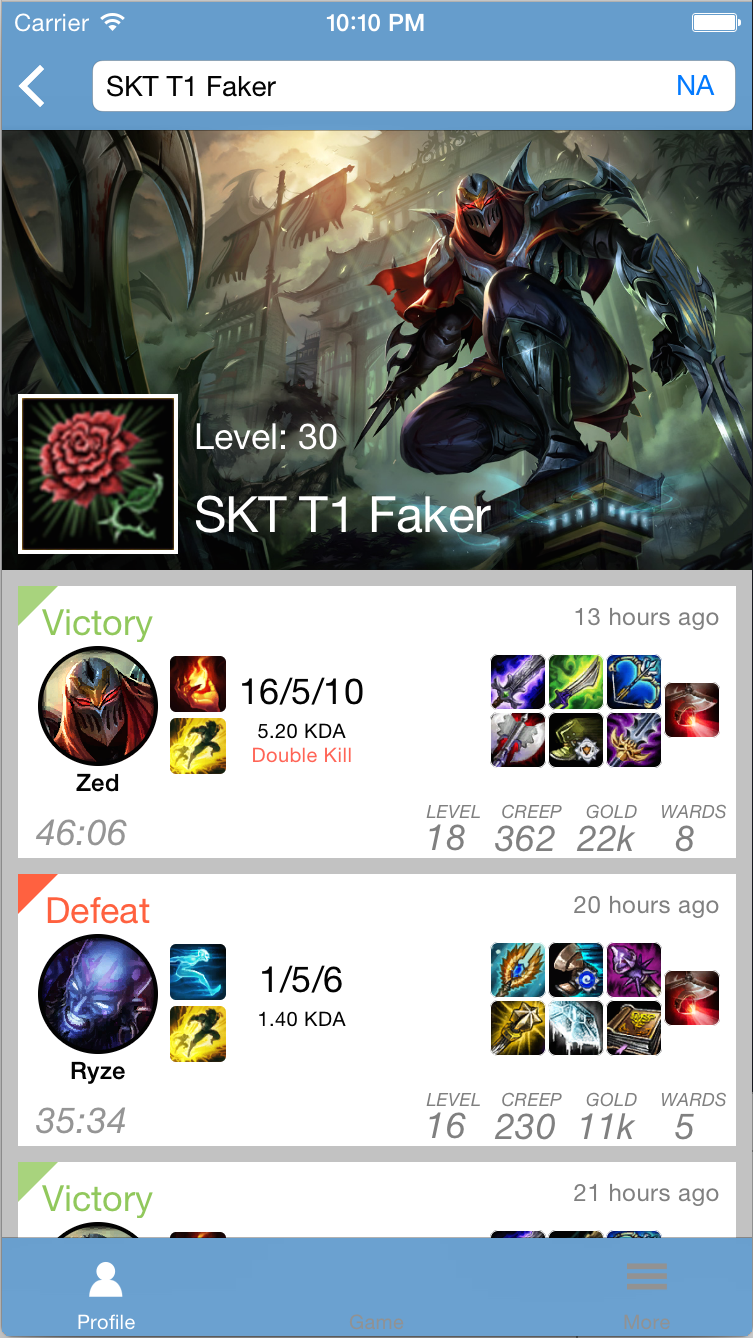 Carrier 10:10 PM
SKT T1 Faker NA
Level: 30
SKT T1 Faker
Victory 13 hours ago
16/5/10
5.20 KDA
Double Kill
Zed
LEVEL CREEP GOLD WARDS
46:06 18 362 22k 8
Defeat 20 hours ago
1/5/6
1.40 KDA
Ryze
LEVEL CREEP GOLD WARDS
35:34 16 230 11k 5
Victory 21 hours ago
Profile Game More